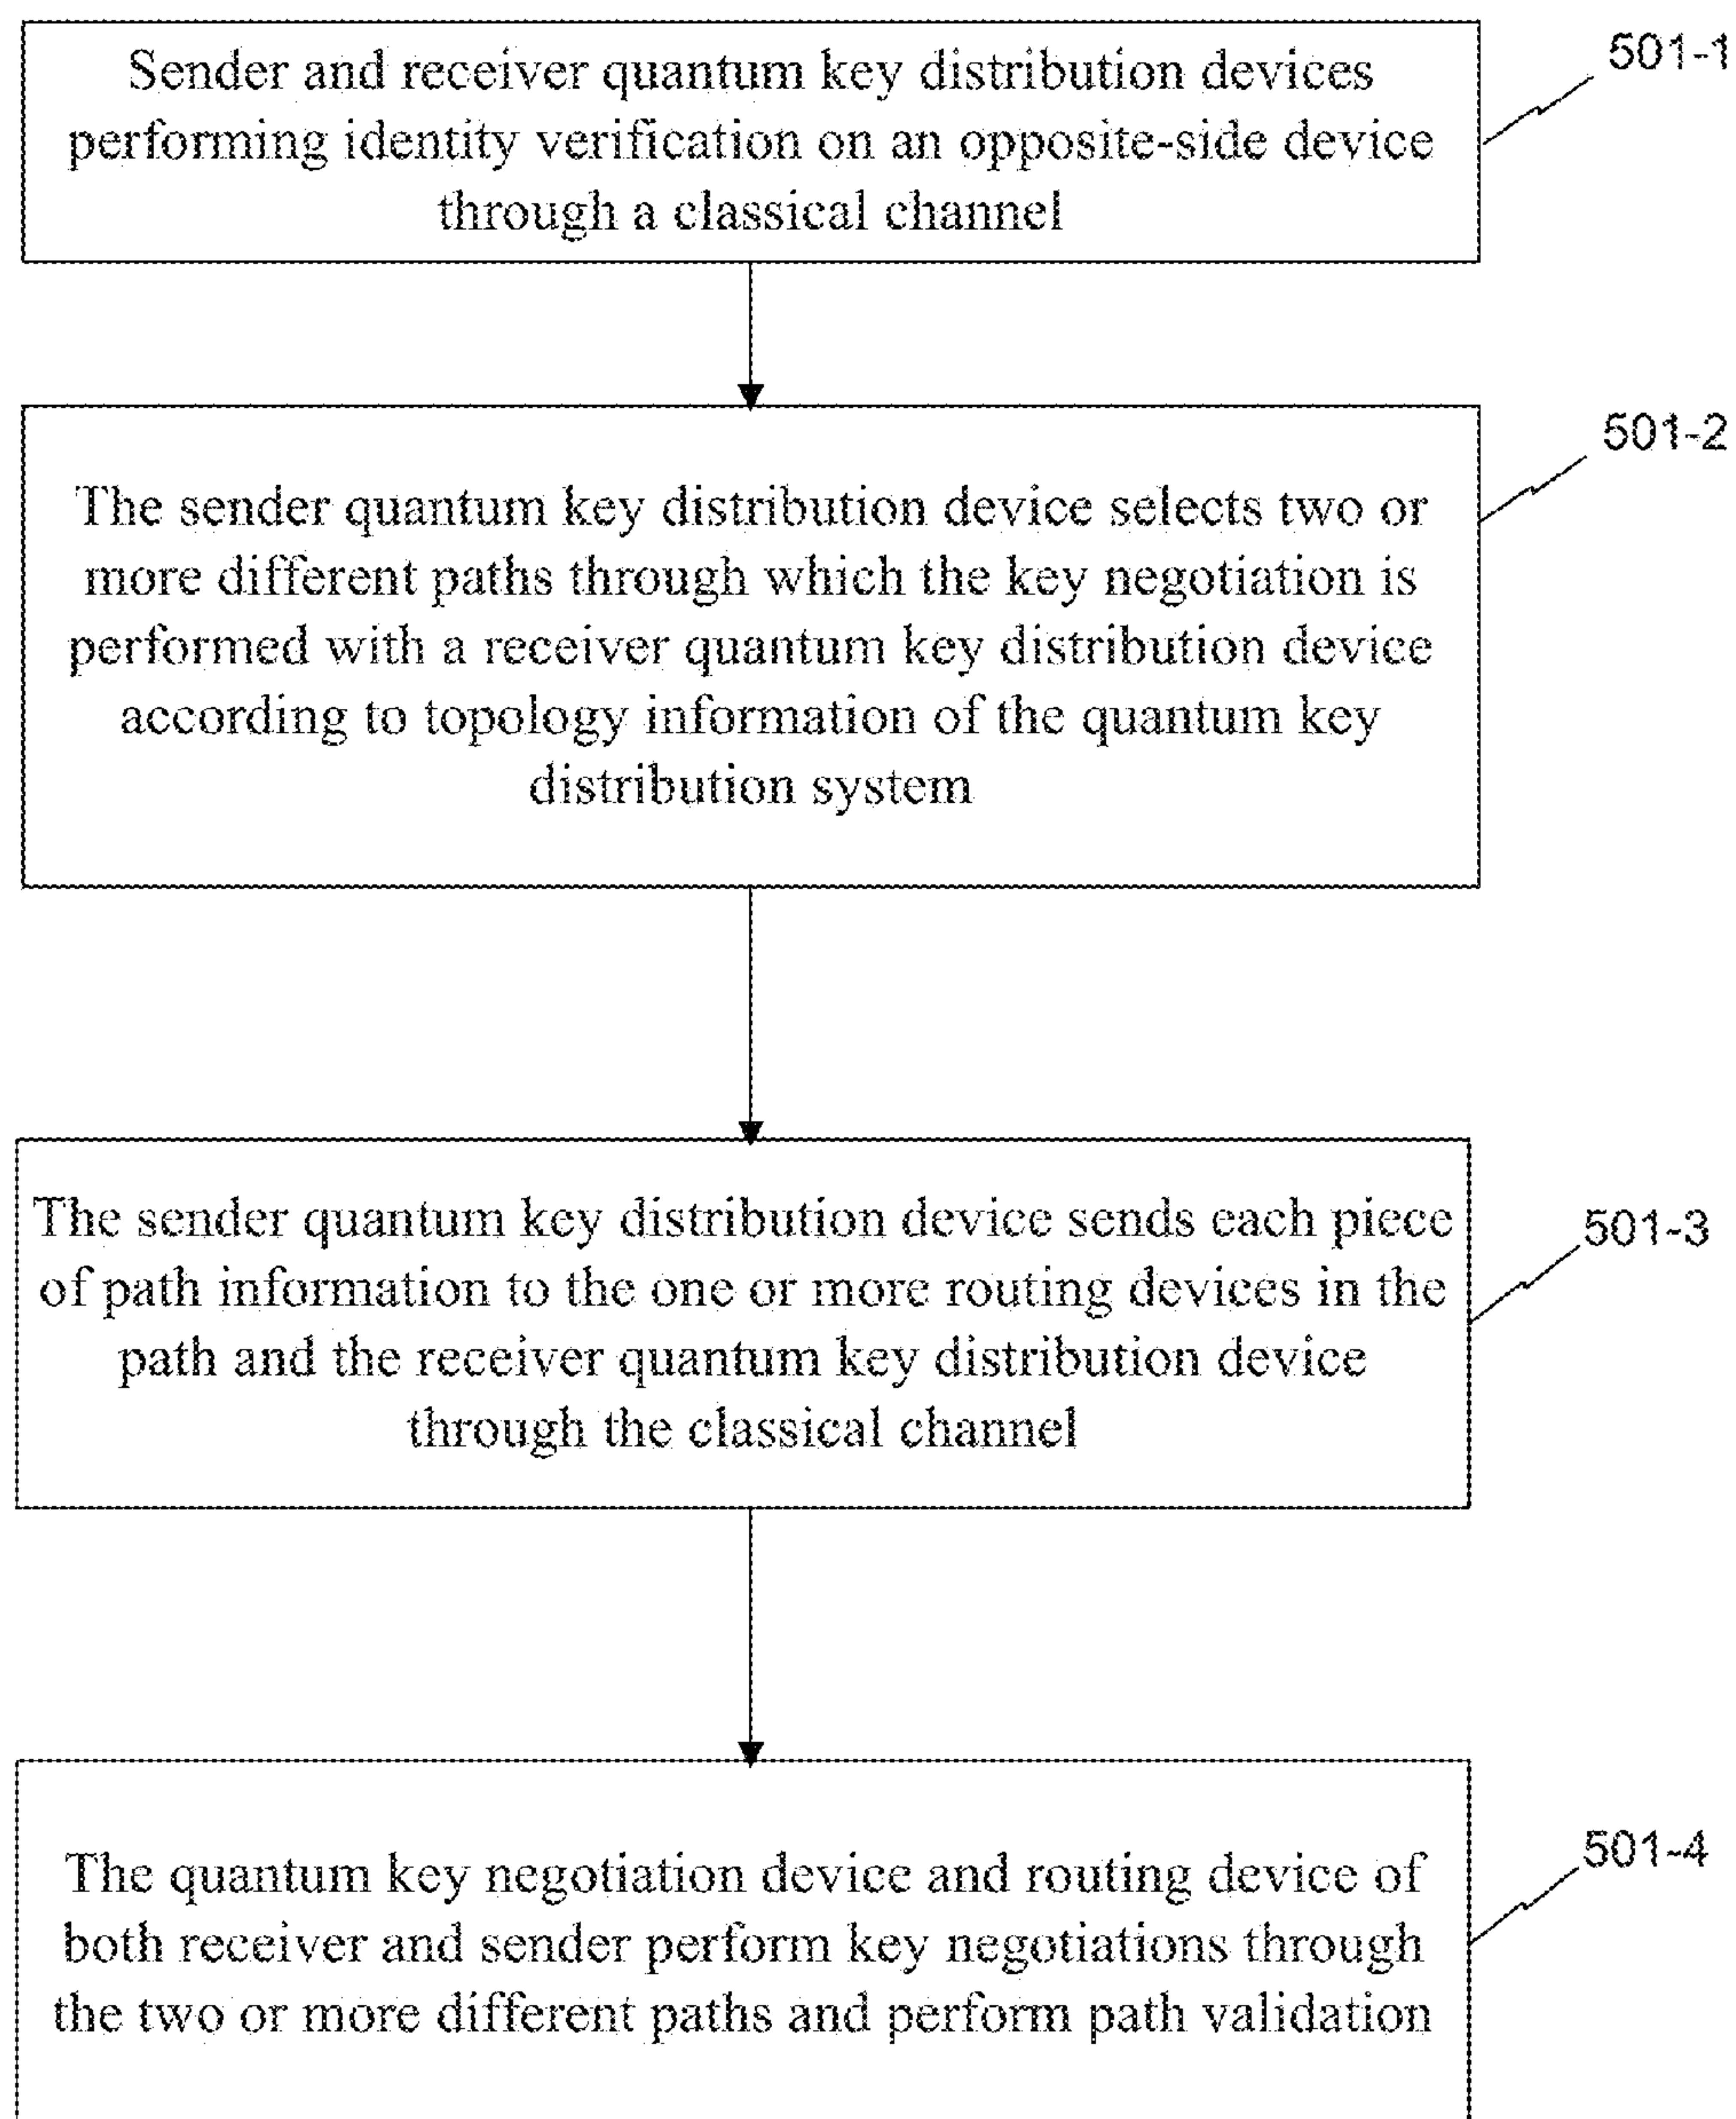 Sender and receiver quantum key distribution devices
performing identity verification on an opposite-side device
through a classical channel
501-1
The sender quantum key distribution device selects two or
more different paths through which the key negotiation is
performed with a receiver quantum key distribution device
according to topology information of the quantum key
distribution system
501-2
The sender quantum key distribution device sends each piece
of path information to the one or more routing devices in the
path and the receiver quantum key distribution device
through the classical channel
501-3
The quantum key negotiation device and routing device of
both receiver and sender perform key negotiations through
the two or more different paths and perform path validation
501-4